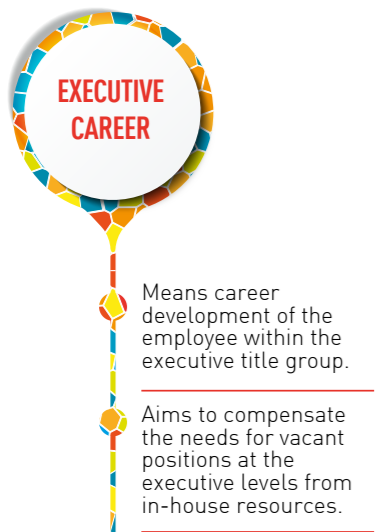 EXECUTIVE
CAREER
Means career
development of the
employee within the
executive title group.
Aims to compensate
the needs for vacant
positions at the
executive levels from
in-house resources.